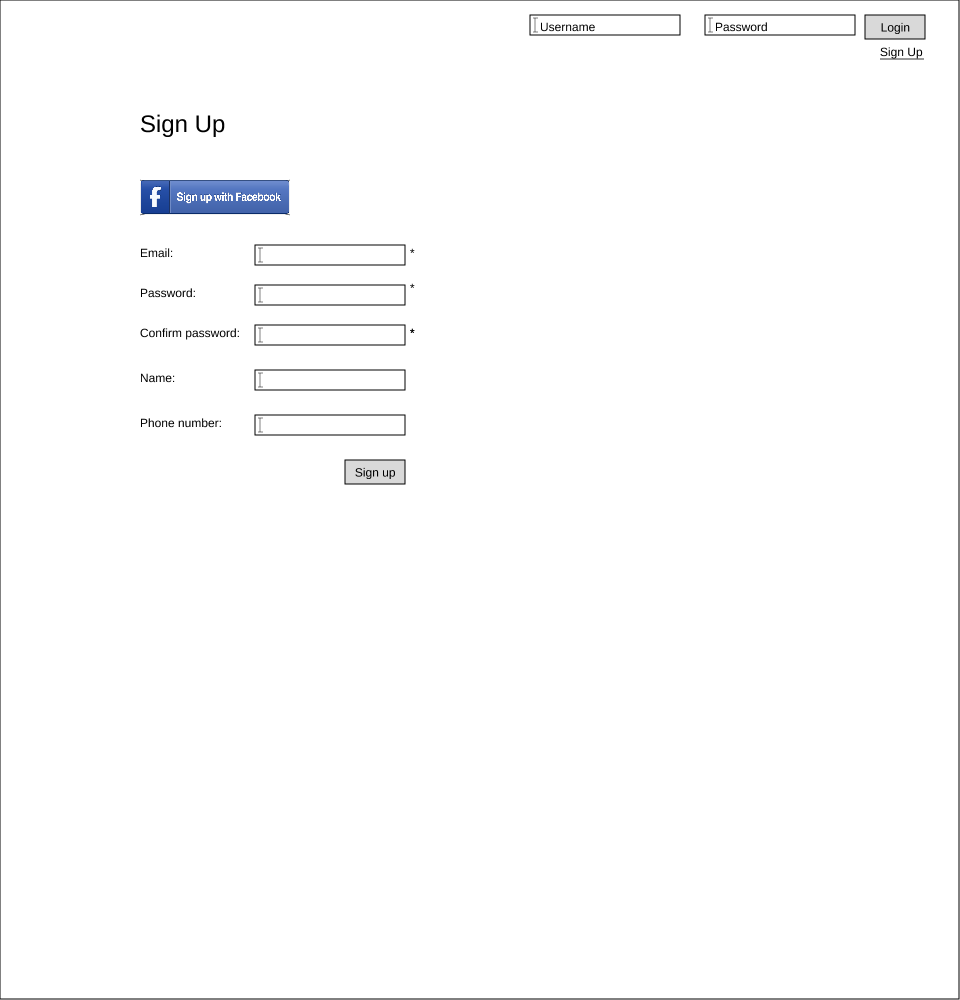 Username Password Login
Sign Up
Sign Up
f Sign up with Facebook
Email: *
Password: *
Confirm password: *
Name:
Phone number:
Sign up